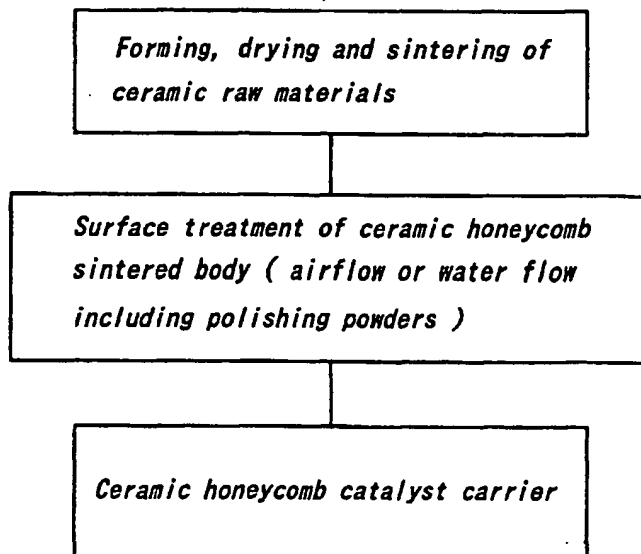 Forming, drying and sintering of
ceramic raw materials
Surface treatment of ceramic honeycomb
sintered body ( airflow or water flow
including polishing powders )
Ceramic honeycomb catalyst carrier